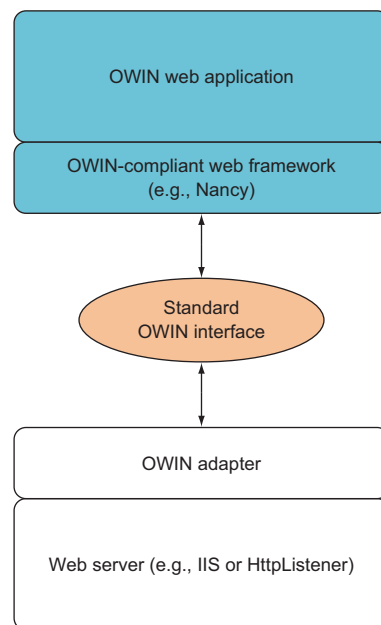 OWIN web application
OWIN-compliant web framework
(e.g., Nancy)
Standard
OWIN interface
OWIN adapter
Web server (e.g., IIS or HttpListener)